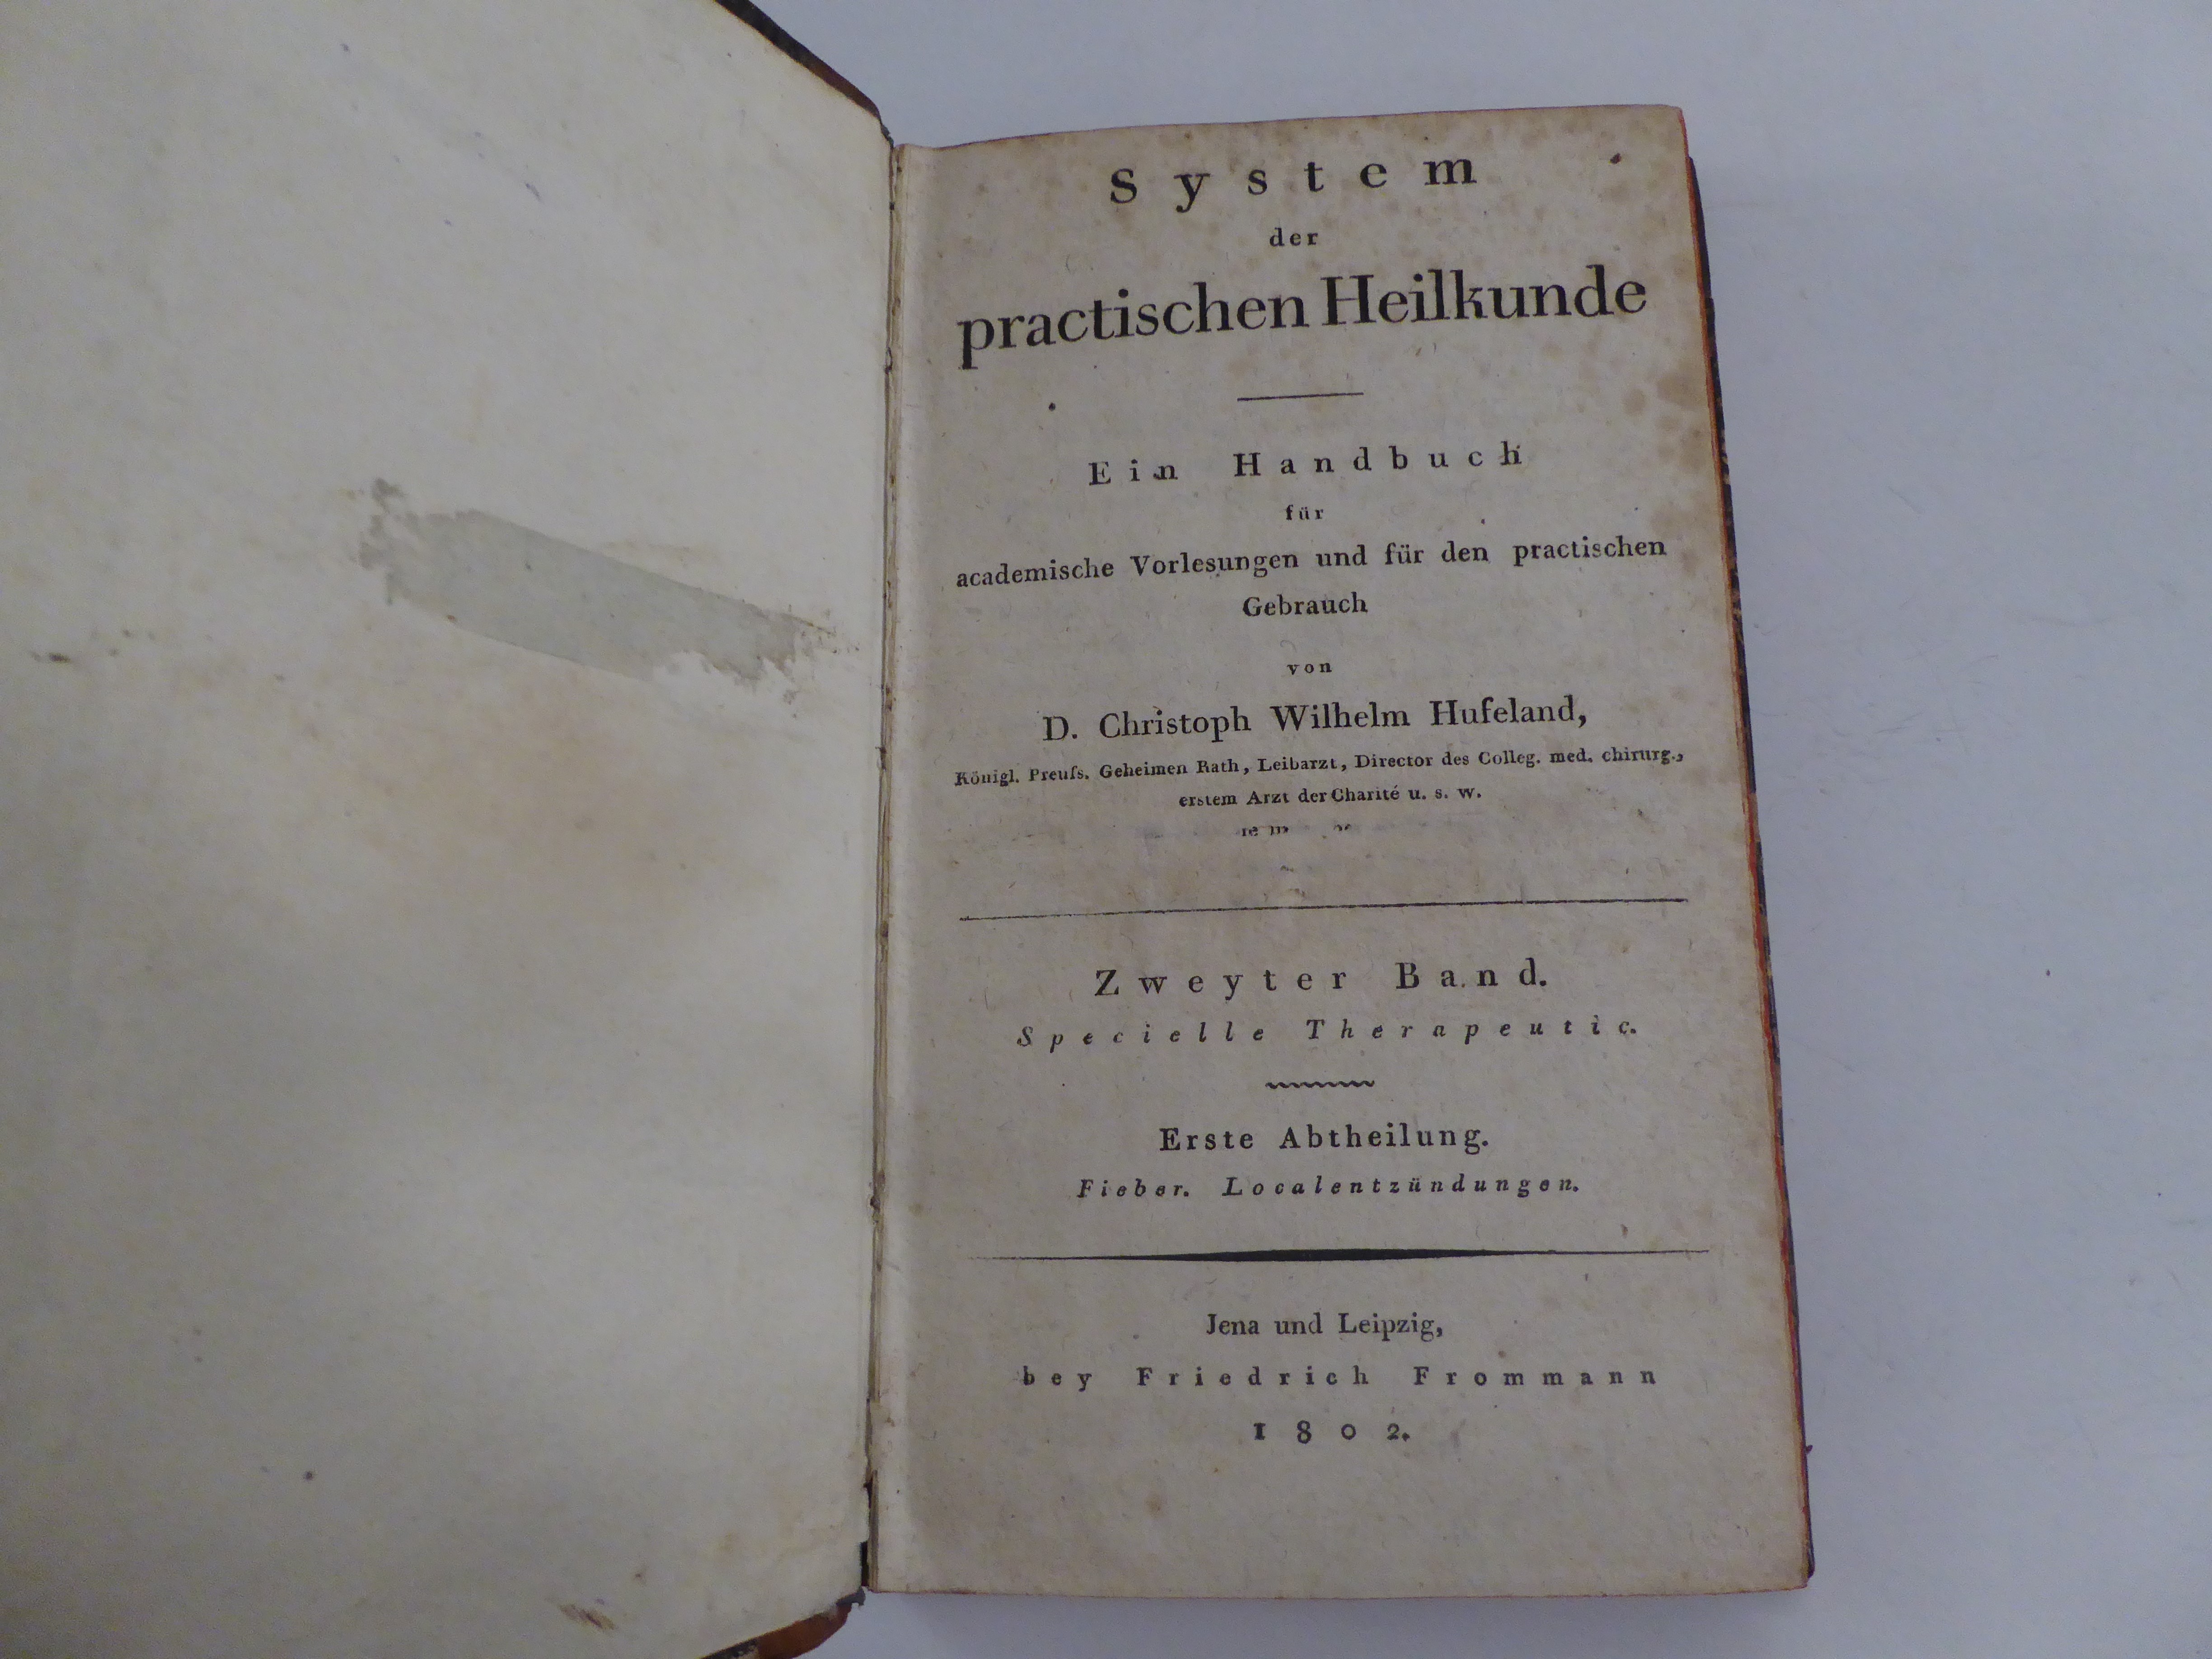 System
der
practischen Heilkunde
Ein Handbuch
für
academische Vorlesungen und für den practischen
Gebrauch
von
D. Christoph Wilhelm Hufeland,
Königl. Preuſs. Geheimen Rath, Leibarzt, Director des Colleg. med. chirurg.,
erstem Arzt der Charité u. s. w.
Zweyter Band.
Specielle Therapeutic.
Erste Abtheilung.
Fieber. Localentzündungen.
Jena und Leipzig,
bey Friedrich Frommann
1802.